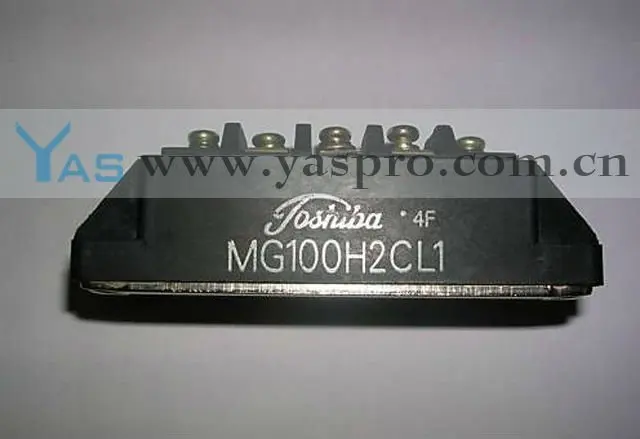 YAS www.yaspro.com.cn
Toshiba • 4F
MG100H2CL1